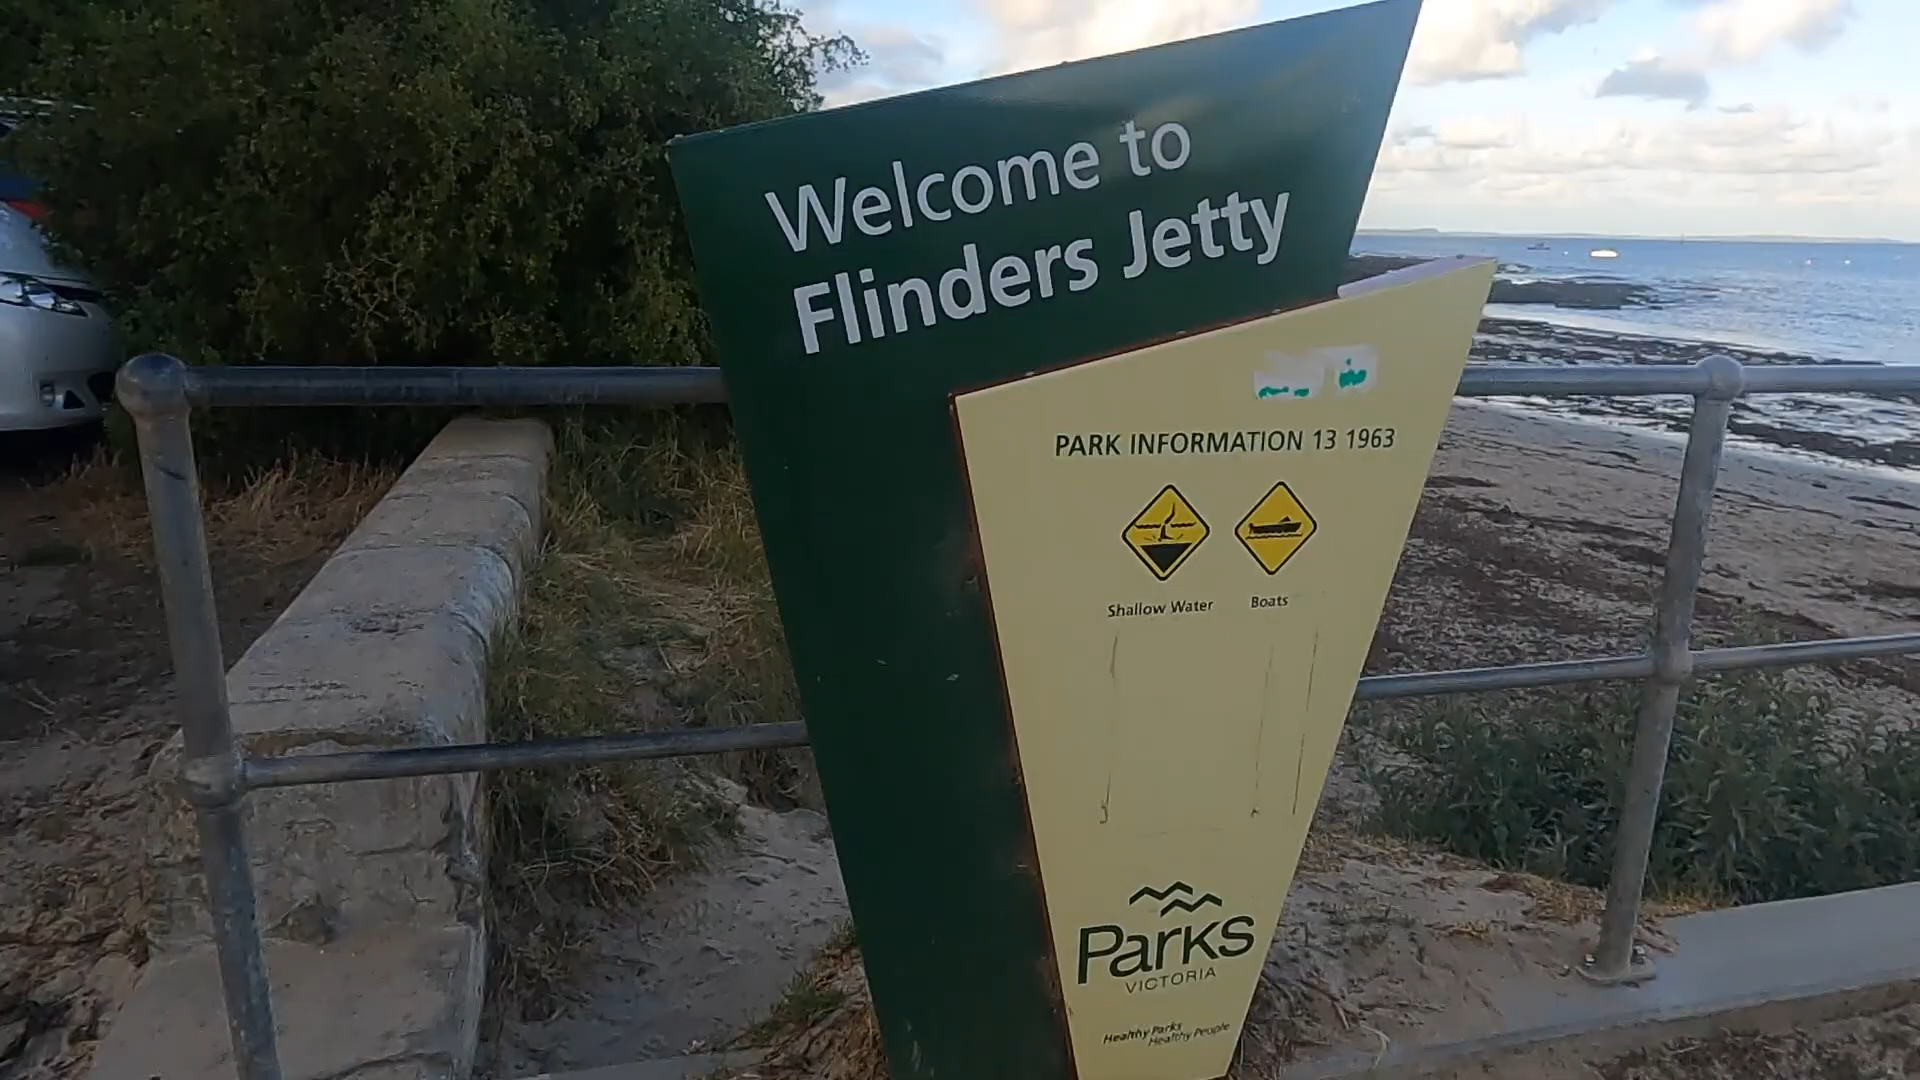 Welcome to
Flinders Jetty
PARK INFORMATION 13 1963
Shallow Water
Boats
Parks
VICTORIA
Healthy Parks
Healthy People